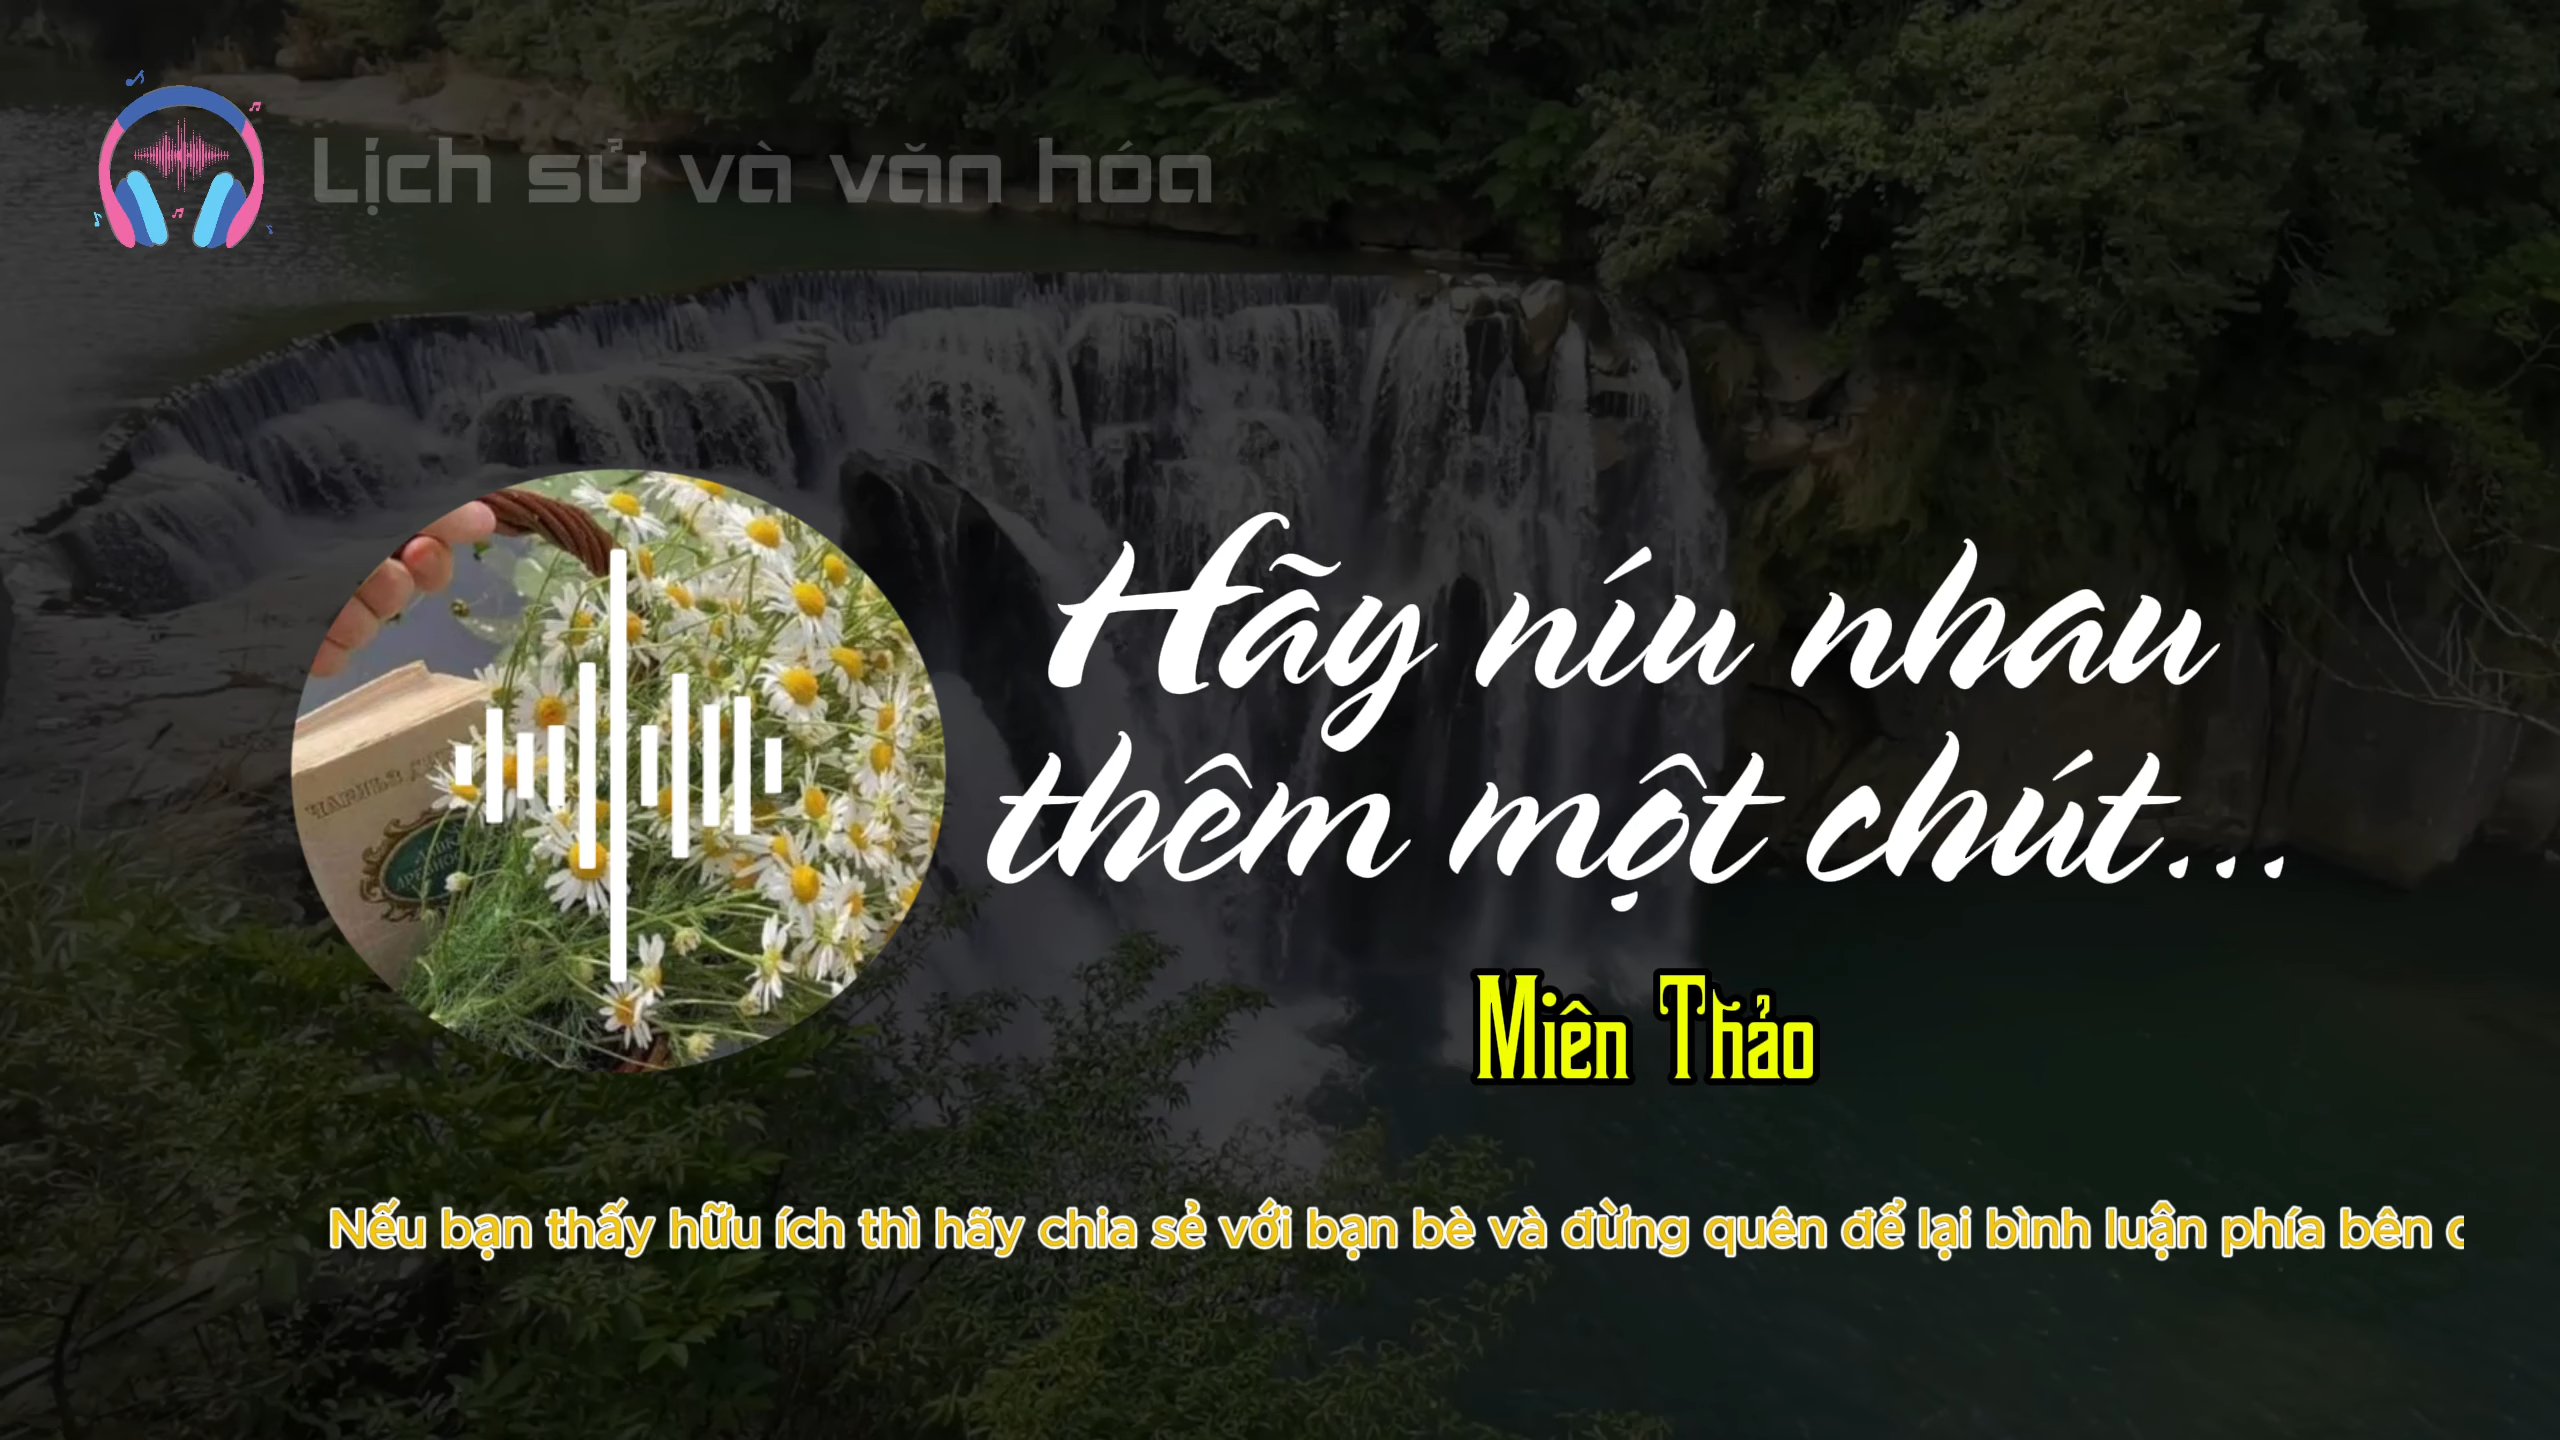 Lịch sử và văn hóa
Hãy níu nhau
thêm một chút...
Miên Thảo
Nếu bạn thấy hữu ích thì hãy chia sẻ với bạn bè và đừng quên để lại bình luận phía bên